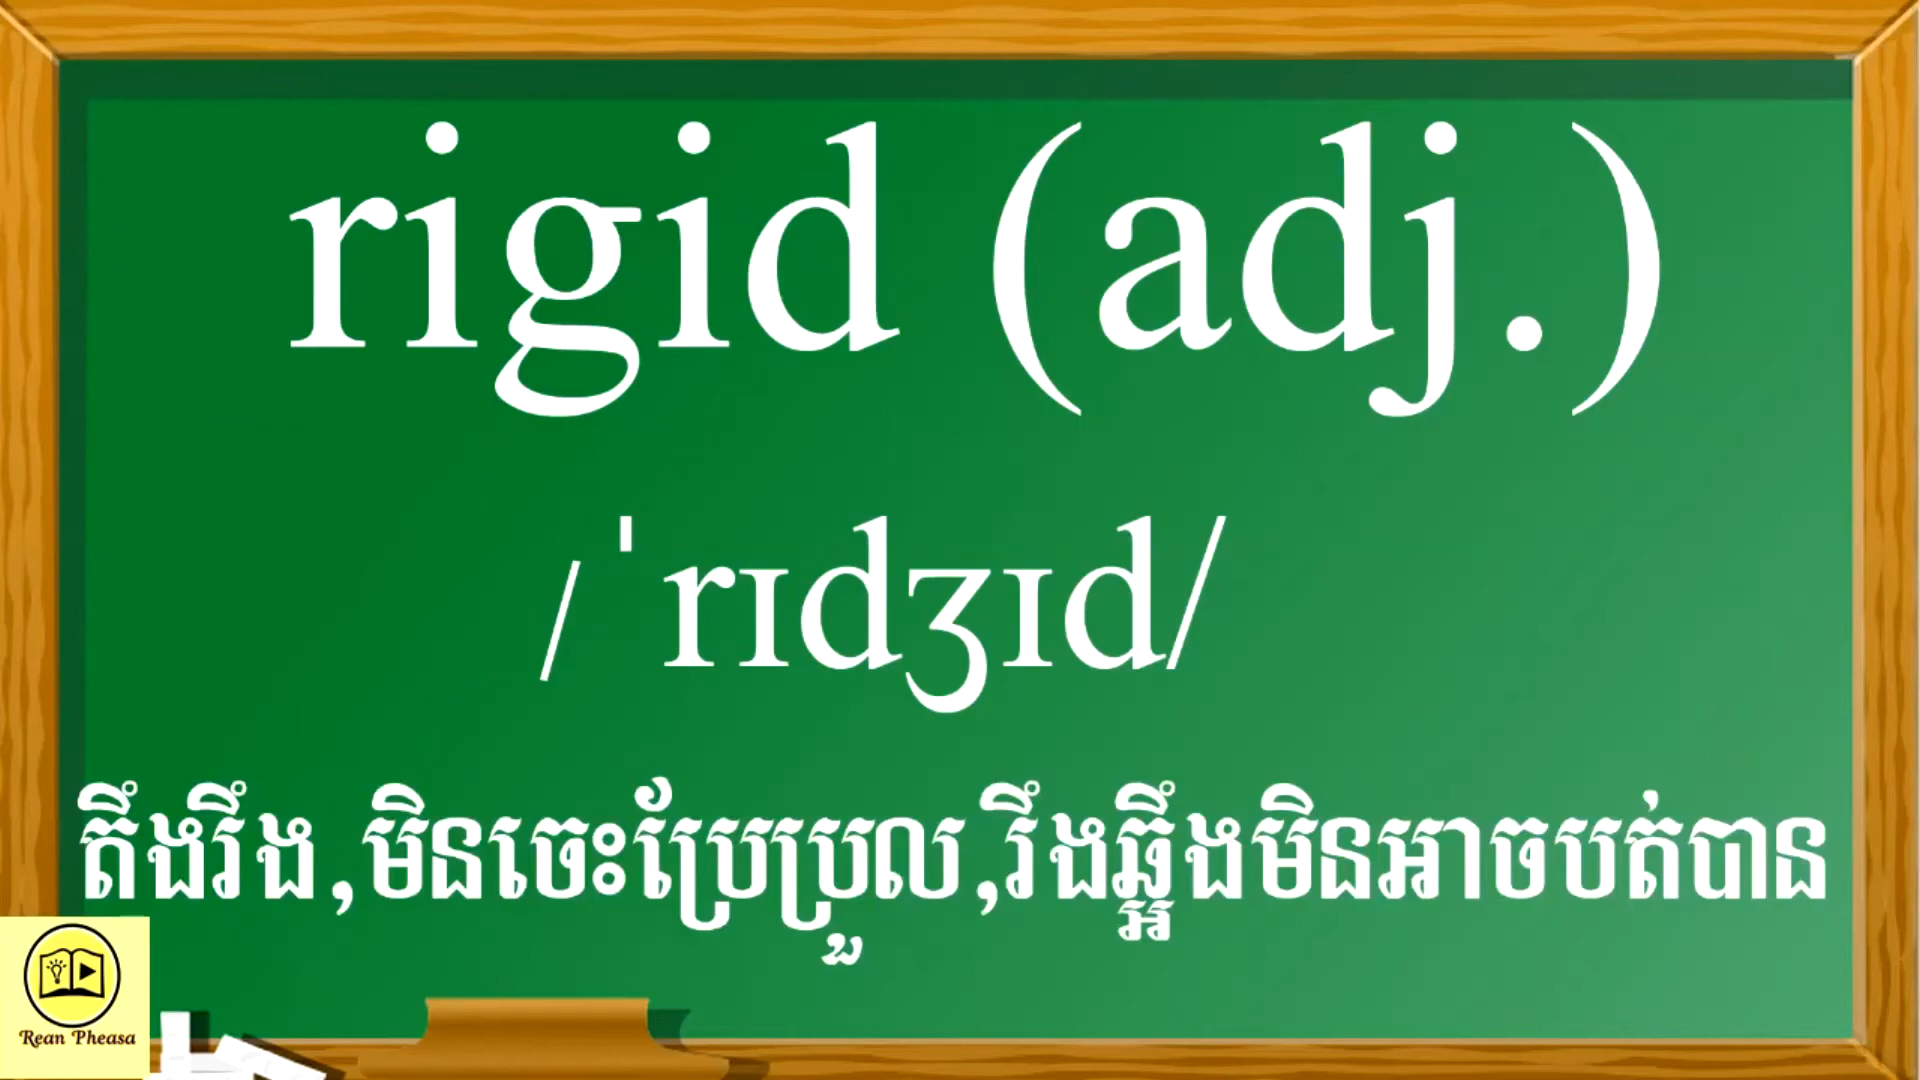 rigid (adj.)
/ˈrɪdʒɪd/
តឹងរឹង,មិនចេះប្រែប្រួល,រឹងឆ្អឹងមិនអាចបត់បាន
Rean Pheasa